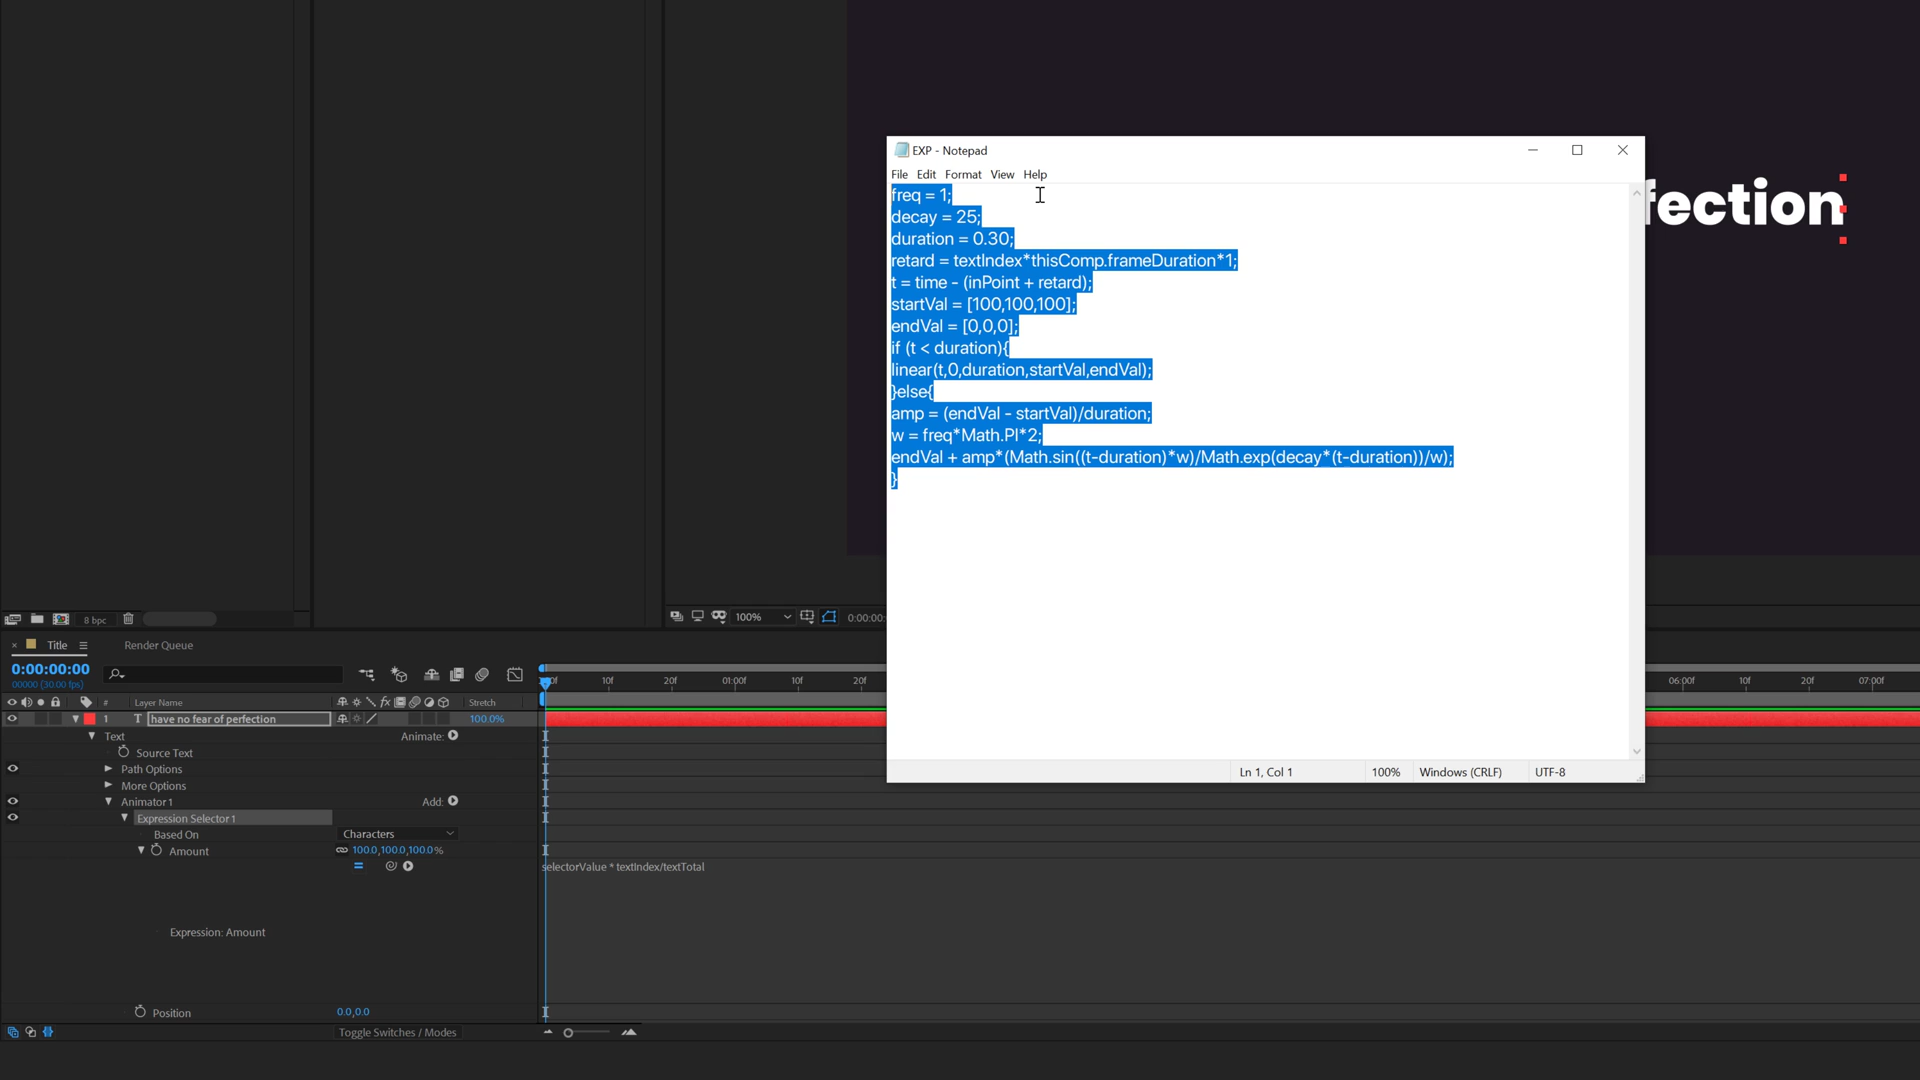 EXP - Notepad
File Edit Format View Help
freq = 1;
decay = 25;
duration = 0.30;
retard = textIndex*thisComp.frameDuration*1;
t = time - (inPoint + retard);
startVal = [100,100,100];
endVal = [0,0,0];
if (t < duration){
linear(t,0,duration,startVal,endVal);
}else{
amp = (endVal - startVal)/duration;
w = freq*Math.PI*2;
endVal + amp*(Math.sin((t-duration)*w)/Math.exp(decay*(t-duration))/w);
}
Ln 1, Col 1 100% Windows (CRLF) UTF-8
fection
8 bpc
100% 0:00:00:
Title Render Queue
0:00:00:00
00000 (30.00 fps)
10f 20f 01:00f 10f 20f 06:00f 10f 20f 07:00f
# Layer Name fx Stretch
1 T have no fear of perfection 100.0%
Text Animate:
Source Text
Path Options
More Options
Animator 1 Add:
Expression Selector 1
Based On Characters
Amount 100.0,100.0,100.0%
selectorValue * textIndex/textTotal
Expression: Amount
Position 0.0,0.0
Toggle Switches / Modes